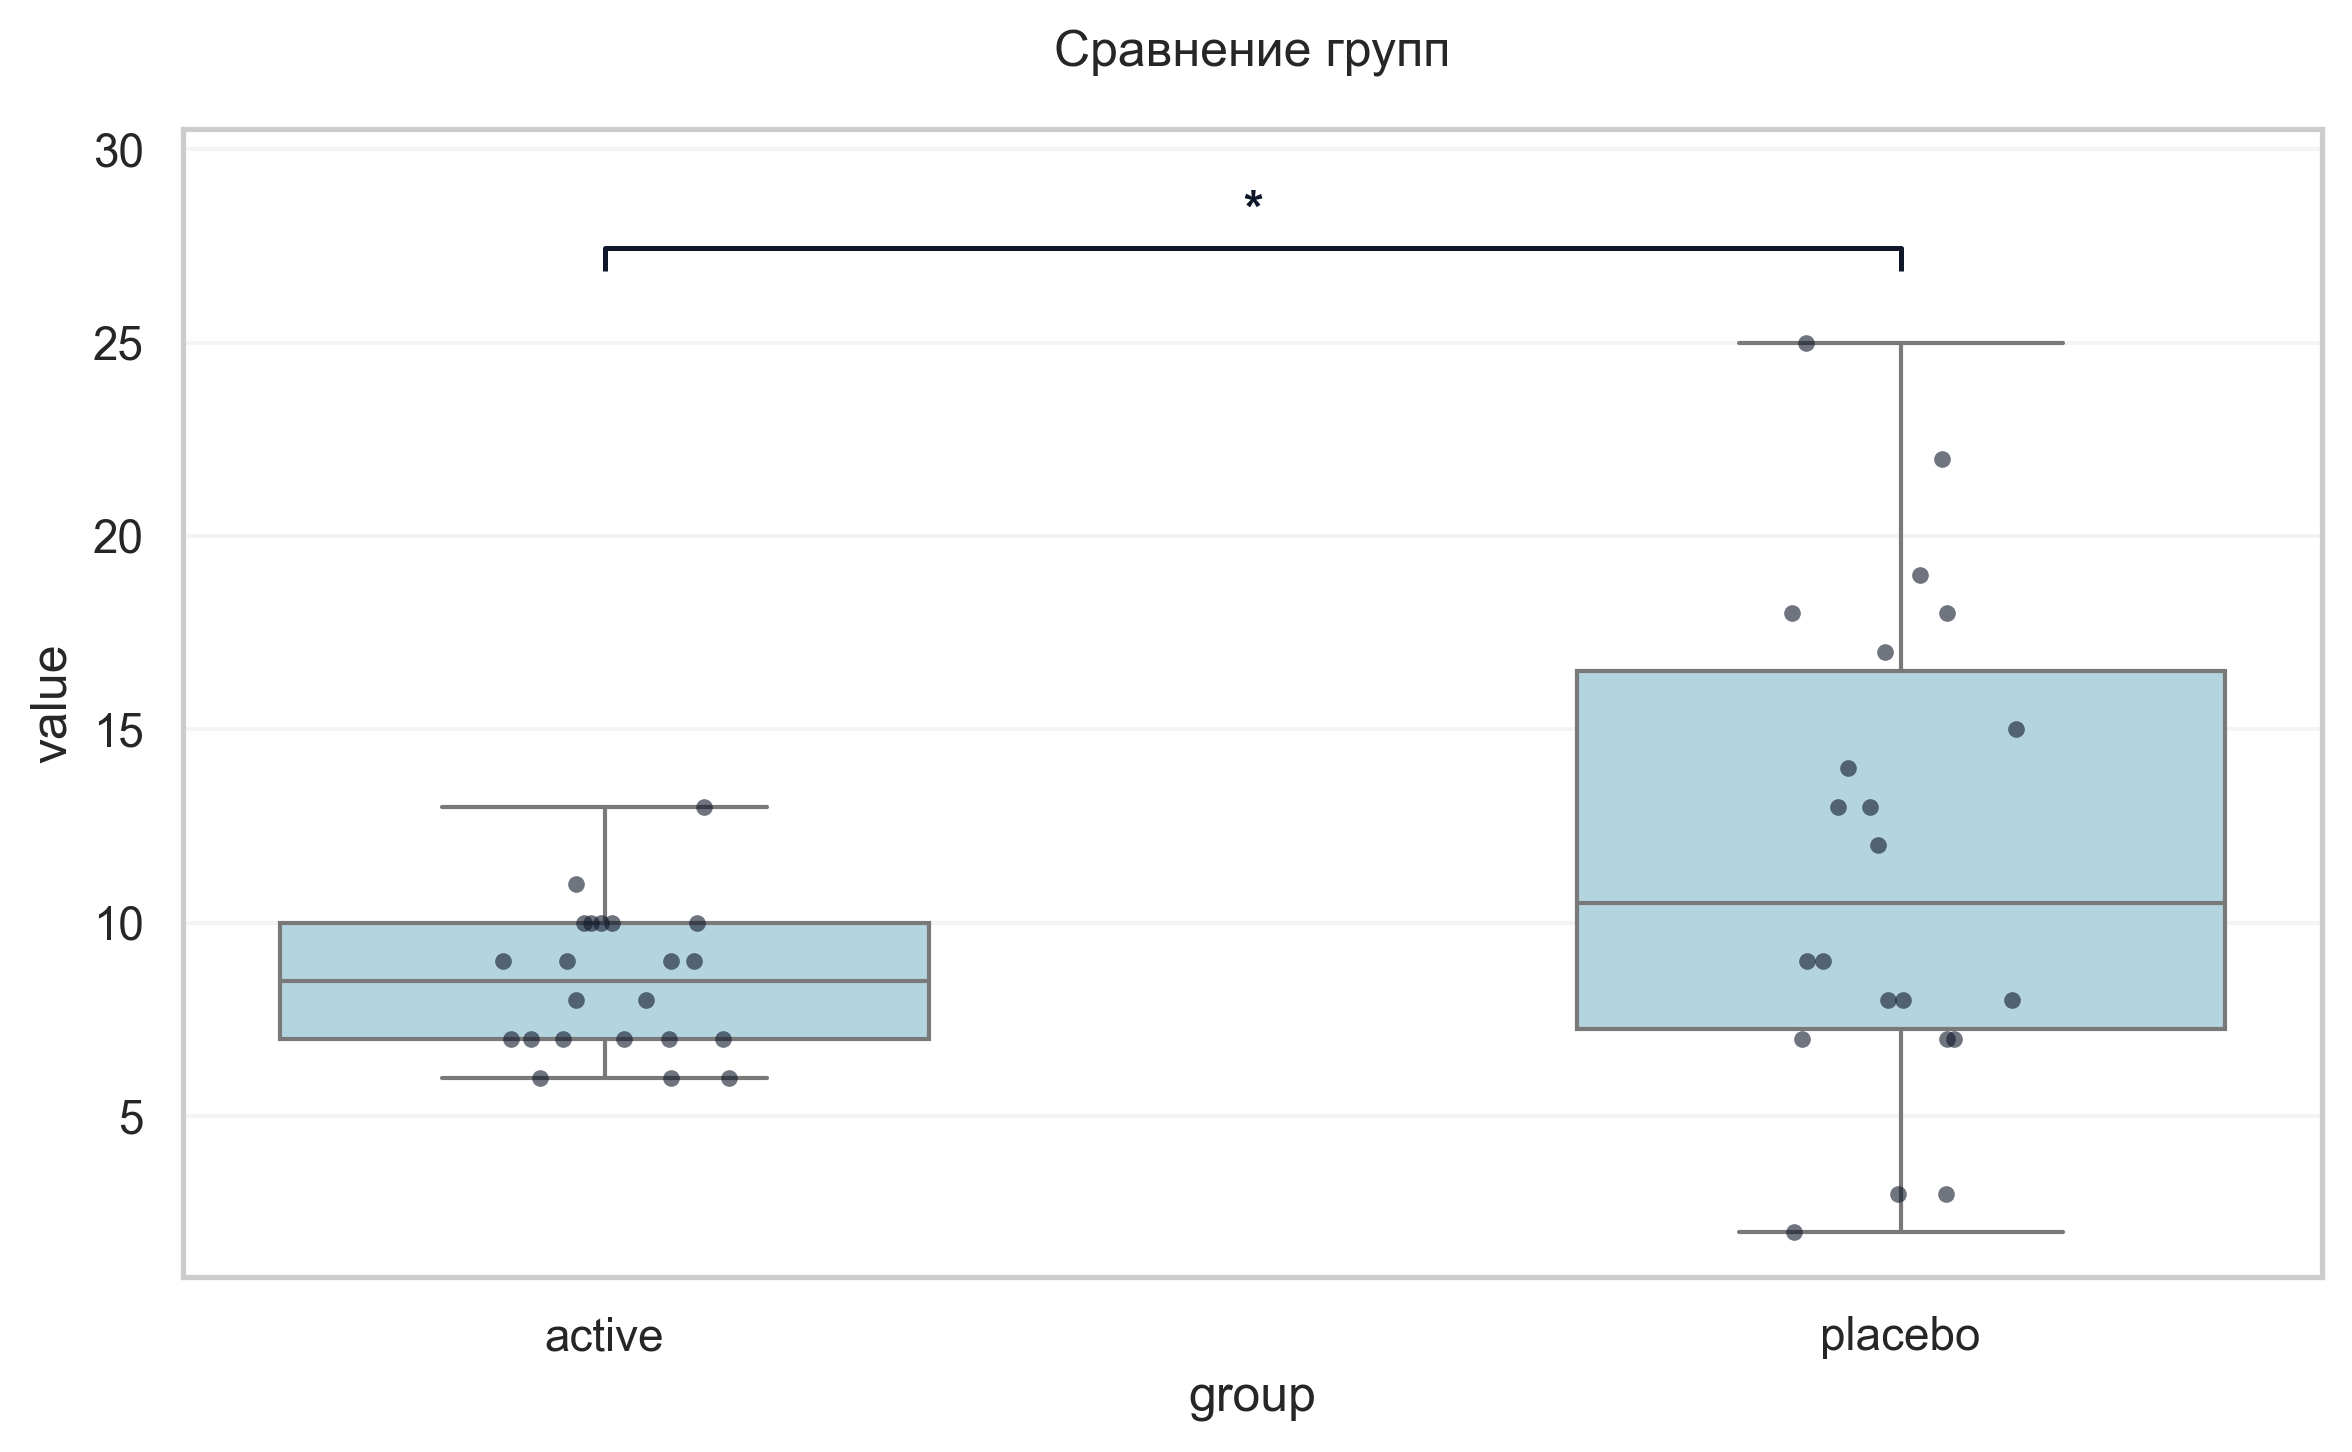 Сравнение групп
30
*
25
20
15
10
5
value
active
placebo
group